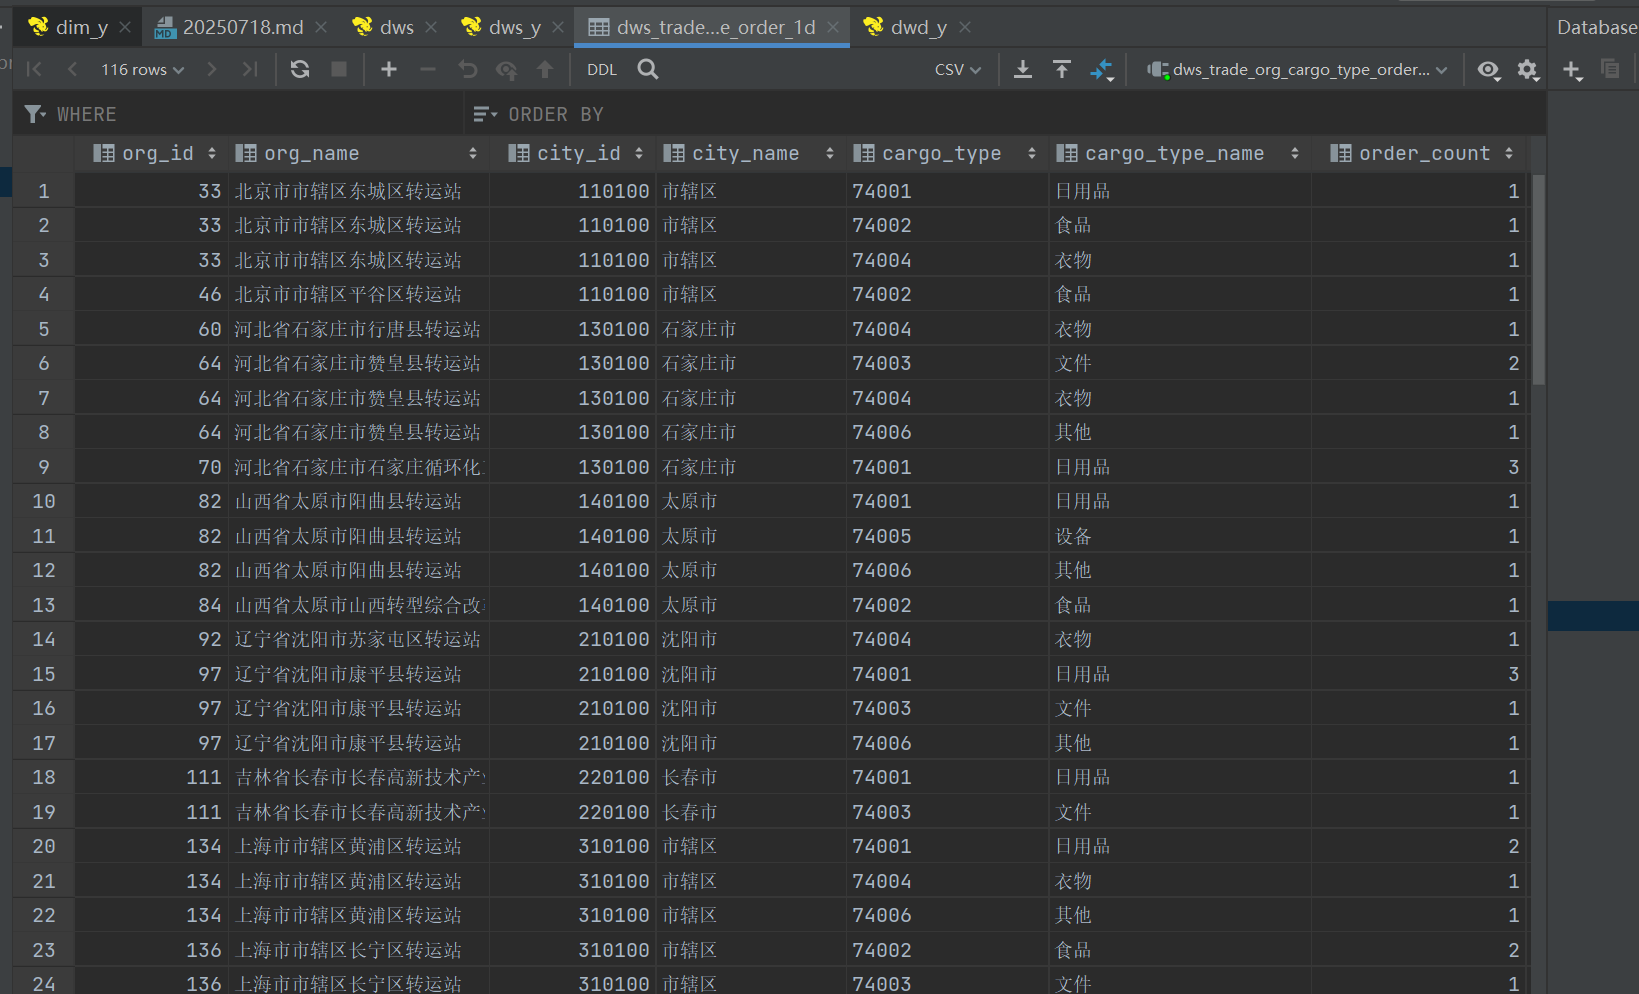 dim_y 20250718.md dws dws_y dws_trade...e_order_1d dwd_y Database
116 rows DDL CSV dws_trade_org_cargo_type_order...
WHERE ORDER BY
org_id org_name city_id city_name cargo_type cargo_type_name order_count
1 33 北京市市辖区东城区转运站 110100 市辖区 74001 日用品 1
2 33 北京市市辖区东城区转运站 110100 市辖区 74002 食品 1
3 33 北京市市辖区东城区转运站 110100 市辖区 74004 衣物 1
4 46 北京市市辖区平谷区转运站 110100 市辖区 74002 食品 1
5 60 河北省石家庄市行唐县转运站 130100 石家庄市 74004 衣物 1
6 64 河北省石家庄市赞皇县转运站 130100 石家庄市 74003 文件 2
7 64 河北省石家庄市赞皇县转运站 130100 石家庄市 74004 衣物 1
8 64 河北省石家庄市赞皇县转运站 130100 石家庄市 74006 其他 1
9 70 河北省石家庄市石家庄循环化 130100 石家庄市 74001 日用品 3
10 82 山西省太原市阳曲县转运站 140100 太原市 74001 日用品 1
11 82 山西省太原市阳曲县转运站 140100 太原市 74005 设备 1
12 82 山西省太原市阳曲县转运站 140100 太原市 74006 其他 1
13 84 山西省太原市山西转型综合改 140100 太原市 74002 食品 1
14 92 辽宁省沈阳市苏家屯区转运站 210100 沈阳市 74004 衣物 1
15 97 辽宁省沈阳市康平县转运站 210100 沈阳市 74001 日用品 3
16 97 辽宁省沈阳市康平县转运站 210100 沈阳市 74003 文件 1
17 97 辽宁省沈阳市康平县转运站 210100 沈阳市 74006 其他 1
18 111 吉林省长春市长春高新技术产 220100 长春市 74001 日用品 1
19 111 吉林省长春市长春高新技术产 220100 长春市 74003 文件 1
20 134 上海市市辖区黄浦区转运站 310100 市辖区 74001 日用品 2
21 134 上海市市辖区黄浦区转运站 310100 市辖区 74004 衣物 1
22 134 上海市市辖区黄浦区转运站 310100 市辖区 74006 其他 1
23 136 上海市市辖区长宁区转运站 310100 市辖区 74002 食品 2
24 136 上海市市辖区长宁区转运站 310100 市辖区 74003 文件 1